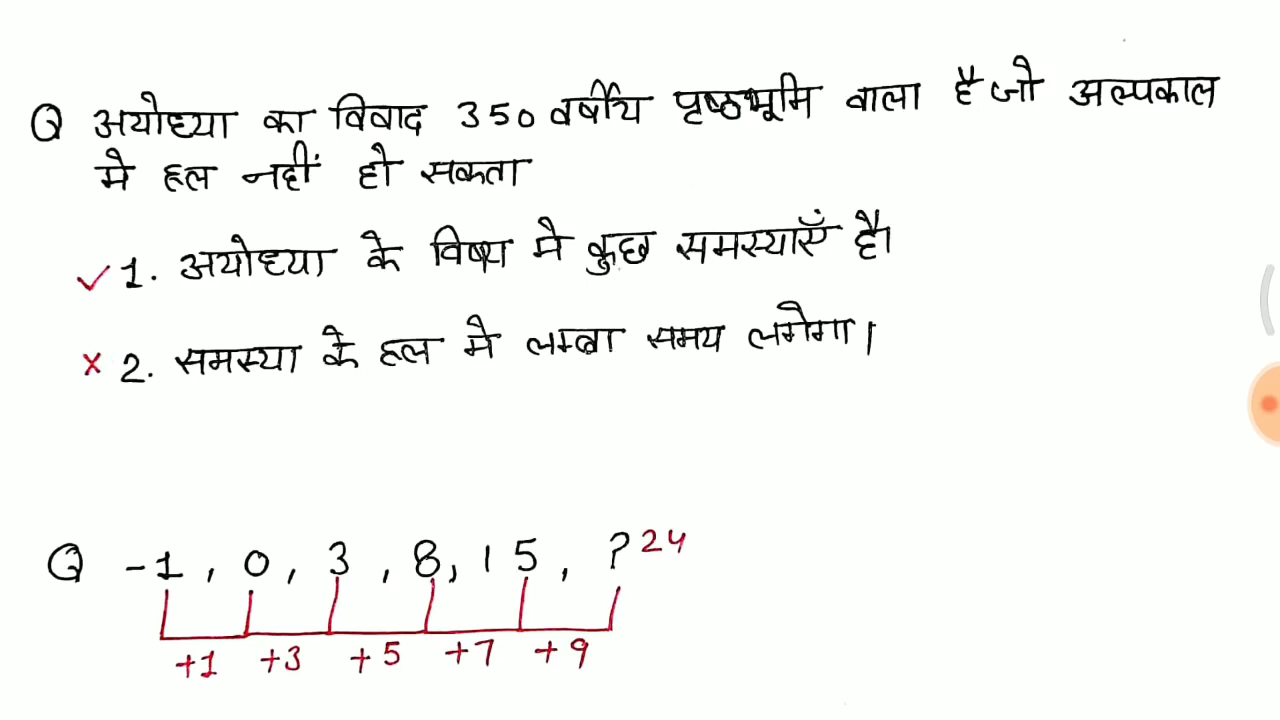 Q अयोध्या का विवाद 350 वर्षीय पृष्ठभूमि वाला है जो अल्पकाल
मे हल नहीं हो सकता
✓ 1. अयोध्या के विषय मे कुछ समस्याएँ है।
x 2. समस्या के हल मे लम्बा समय लगेगा।
Q -1, 0, 3, 8, 15, ? 24
+1 +3 +5 +7 +9